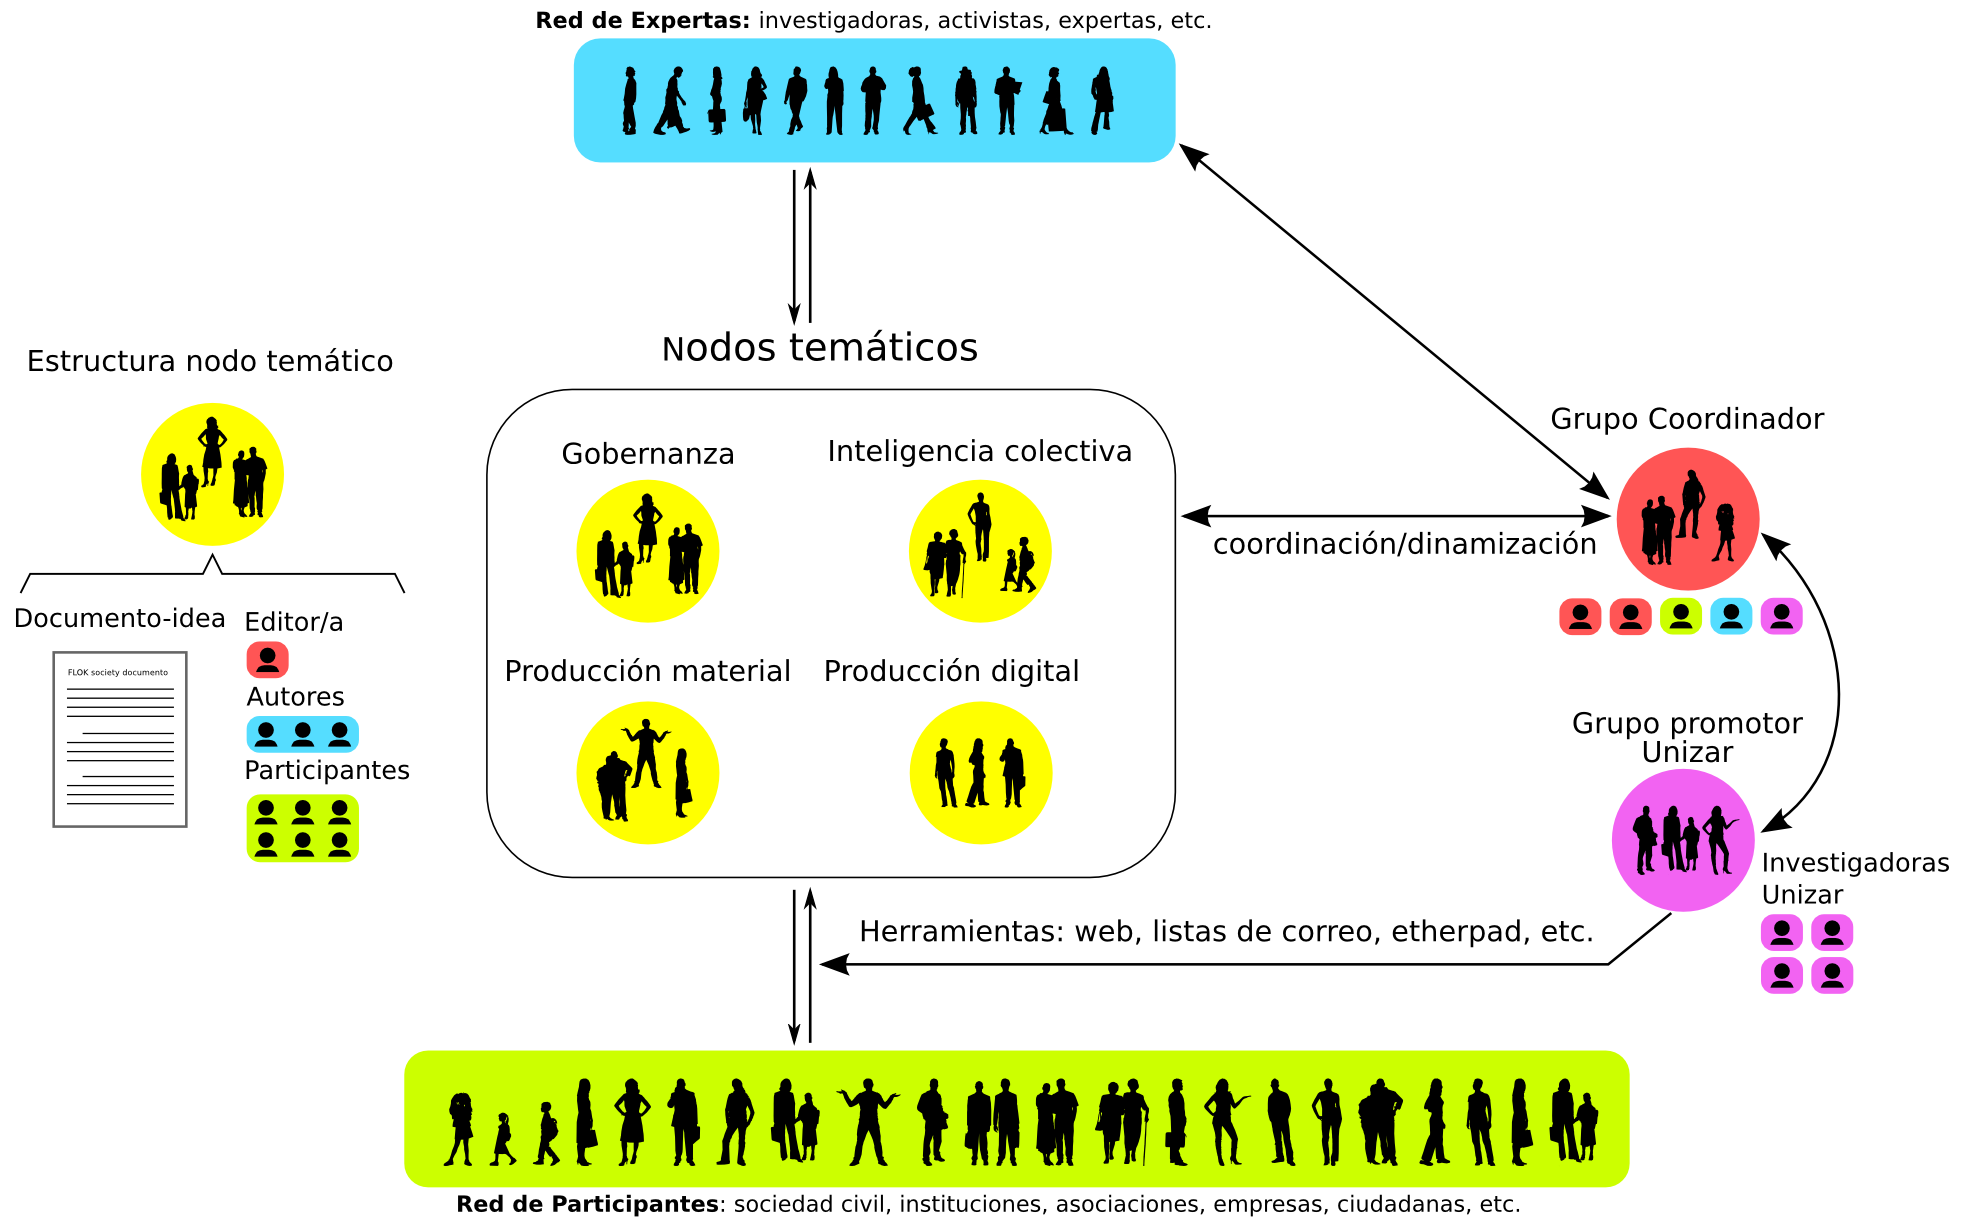 Red de Expertas: investigadoras, activistas, expertas, etc.
Nodos temáticos
Estructura nodo temático
Documento-idea
FLOK society documento
Editor/a
Autores
Participantes
Gobernanza
Inteligencia colectiva
Producción material
Producción digital
coordinación/dinamización
Grupo Coordinador
Grupo promotor
Unizar
Investigadoras
Unizar
Herramientas: web, listas de correo, etherpad, etc.
Red de Participantes: sociedad civil, instituciones, asociaciones, empresas, ciudadanas, etc.